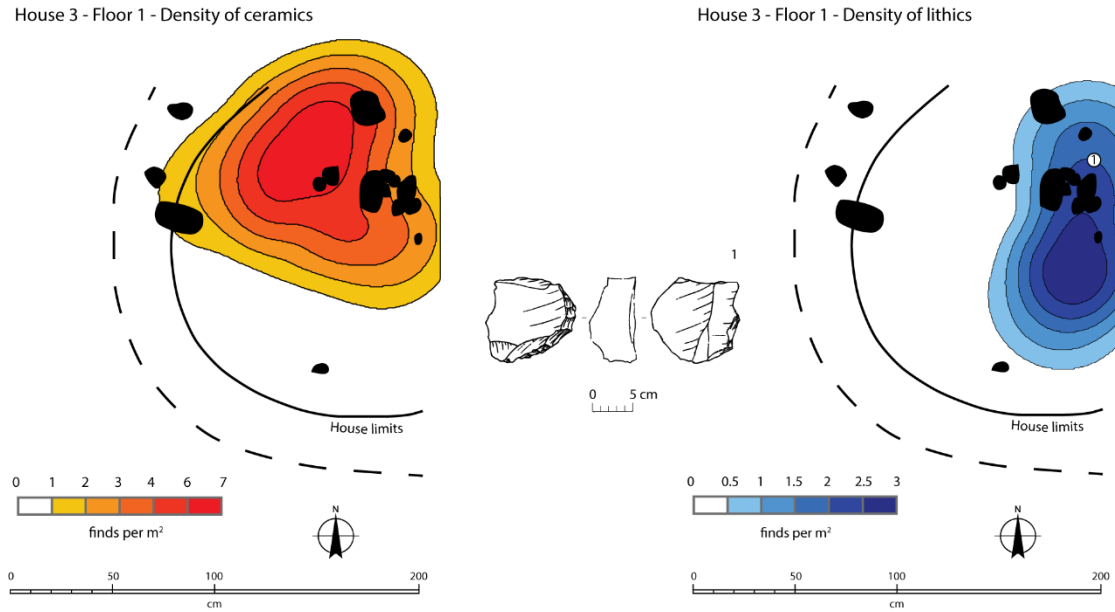 House 3 - Floor 1 - Density of ceramics
House limits
0 1 2 3 4 6 7
finds per m²
N
0 50 100 200
cm
1
0 5 cm
House 3 - Floor 1 - Density of lithics
1
House limits
0 0.5 1 1.5 2 2.5 3
finds per m²
N
0 50 100 200
cm